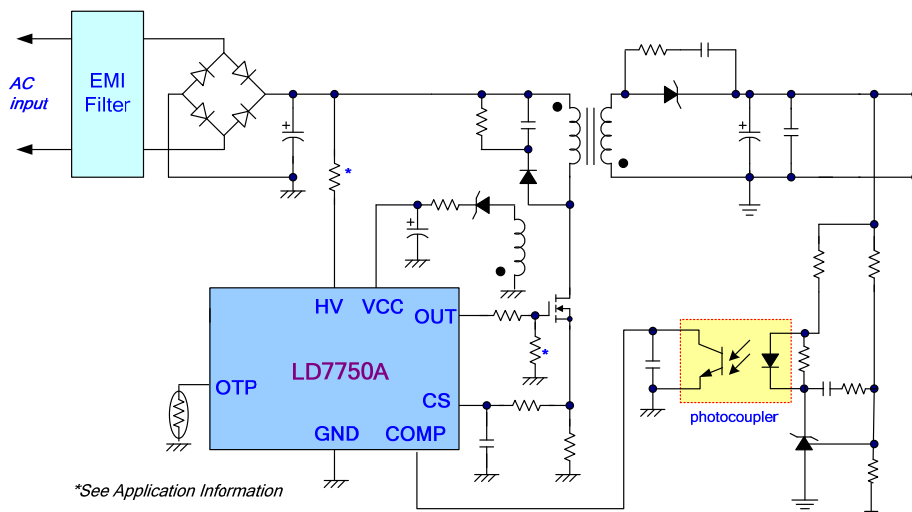 AC
input
EMI
Filter
+
+
*
+
HV
VCC
OUT
*
LD7750A
OTP
CS
GND
COMP
photocoupler
*See Application Information